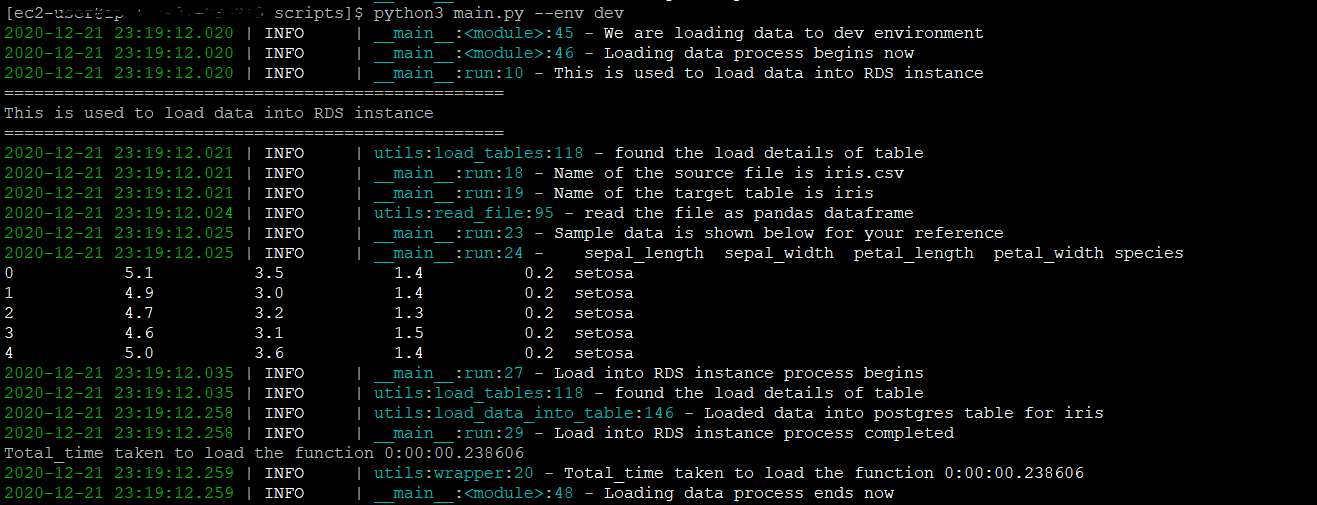 [ec2-user@ip scripts]$ python3 main.py --env dev
2020-12-21 23:19:12.020 | INFO     | __main__:<module>:45 - We are loading data to dev environment
2020-12-21 23:19:12.020 | INFO     | __main__:<module>:46 - Loading data process begins now
2020-12-21 23:19:12.020 | INFO     | __main__:run:10 - This is used to load data into RDS instance
==================================================
This is used to load data into RDS instance
==================================================
2020-12-21 23:19:12.021 | INFO     | utils:load_tables:118 - found the load details of table
2020-12-21 23:19:12.021 | INFO     | __main__:run:18 - Name of the source file is iris.csv
2020-12-21 23:19:12.021 | INFO     | __main__:run:19 - Name of the target table is iris
2020-12-21 23:19:12.024 | INFO     | utils:read_file:95 - read the file as pandas dataframe
2020-12-21 23:19:12.025 | INFO     | __main__:run:23 - Sample data is shown below for your reference
2020-12-21 23:19:12.025 | INFO     | __main__:run:24 -    sepal_length  sepal_width  petal_length  petal_width species
0           5.1          3.5           1.4          0.2  setosa
1           4.9          3.0           1.4          0.2  setosa
2           4.7          3.2           1.3          0.2  setosa
3           4.6          3.1           1.5          0.2  setosa
4           5.0          3.6           1.4          0.2  setosa
2020-12-21 23:19:12.035 | INFO     | __main__:run:27 - Load into RDS instance process begins
2020-12-21 23:19:12.035 | INFO     | utils:load_tables:118 - found the load details of table
2020-12-21 23:19:12.258 | INFO     | utils:load_data_into_table:146 - Loaded data into postgres table for iris
2020-12-21 23:19:12.258 | INFO     | __main__:run:29 - Load into RDS instance process completed
Total_time taken to load the function 0:00:00.238606
2020-12-21 23:19:12.259 | INFO     | utils:wrapper:20 - Total_time taken to load the function 0:00:00.238606
2020-12-21 23:19:12.259 | INFO     | __main__:<module>:48 - Loading data process ends now